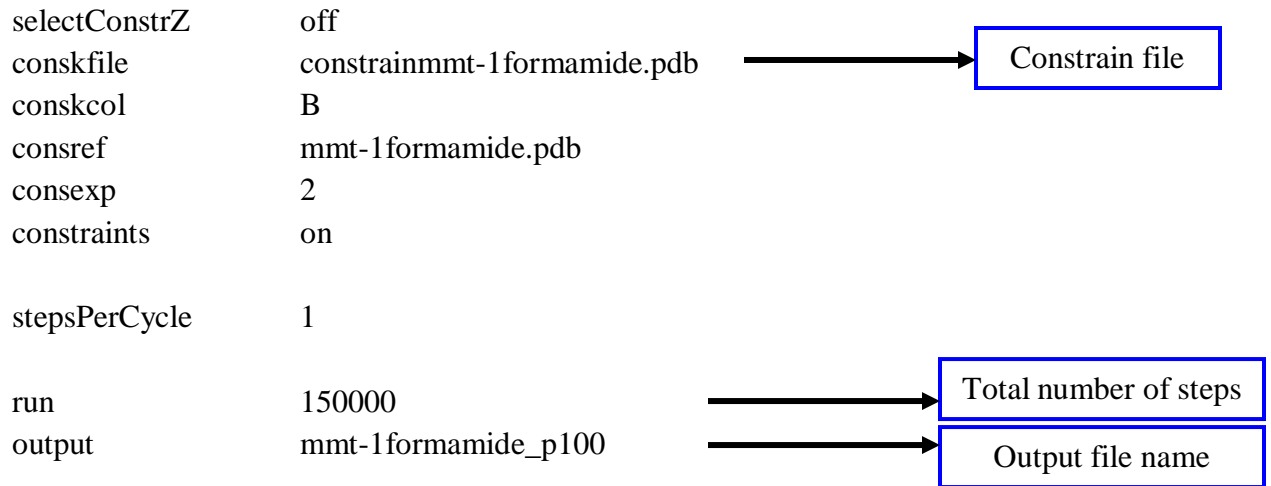 selectConstrZ off
conskfile constrainmmt-1formamide.pdb Constrain file
conskcol B
consref mmt-1formamide.pdb
consexp 2
constraints on
stepsPerCycle 1
run 150000 Total number of steps
output mmt-1formamide_p100 Output file name